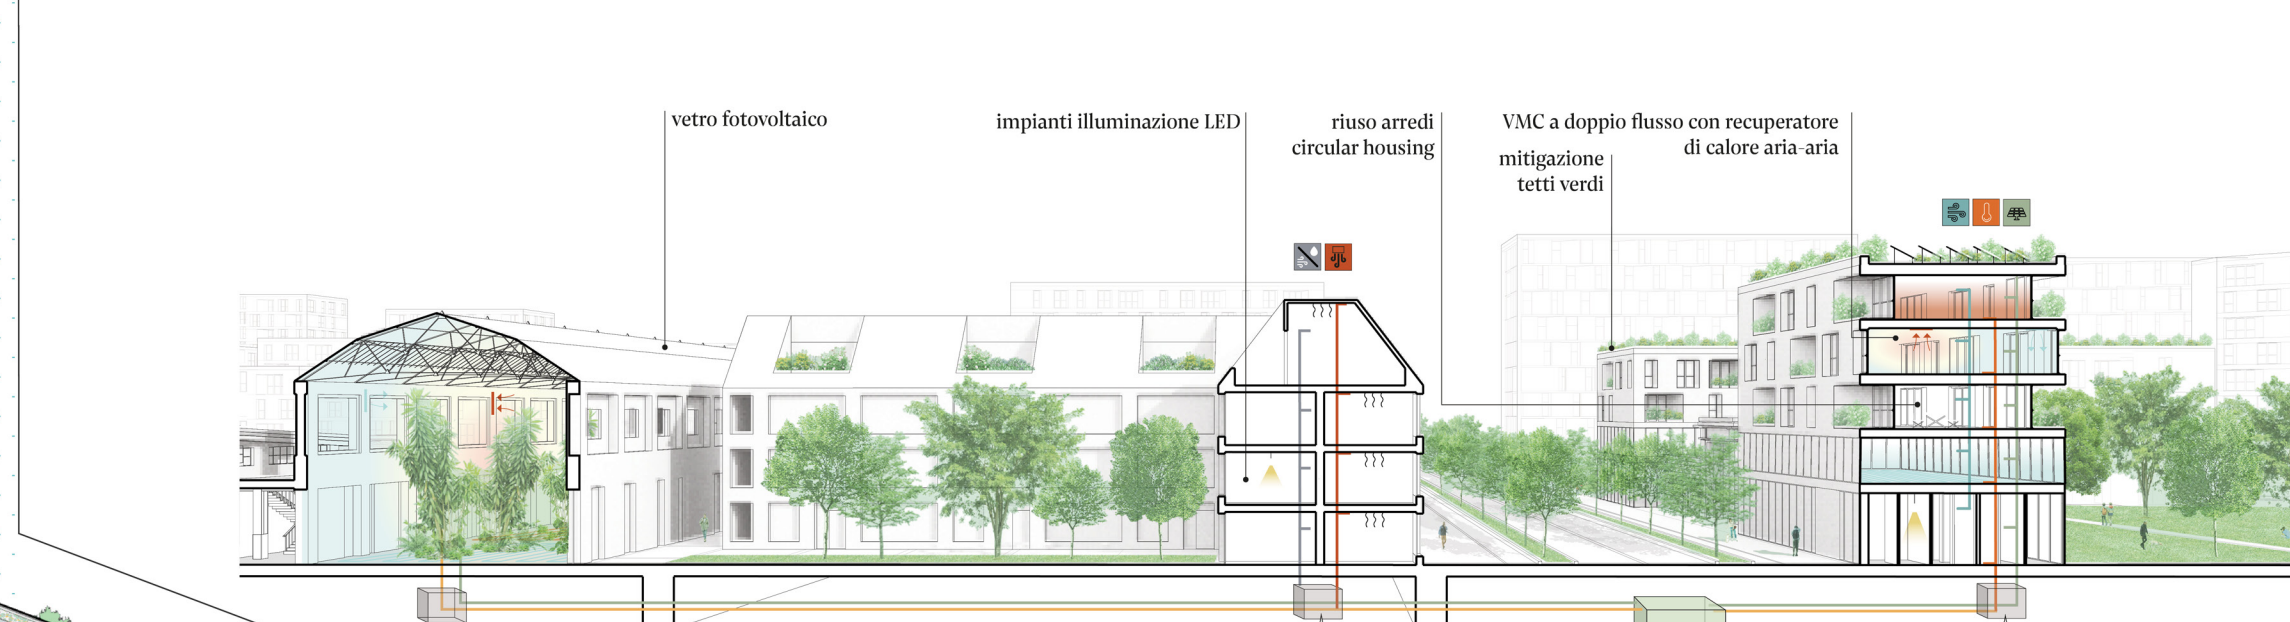 vetro fotovoltaico
impianti illuminazione LED
riuso arredi
circular housing
VMC a doppio flusso con recuperatore
di calore aria-aria
mitigazione
tetti verdi